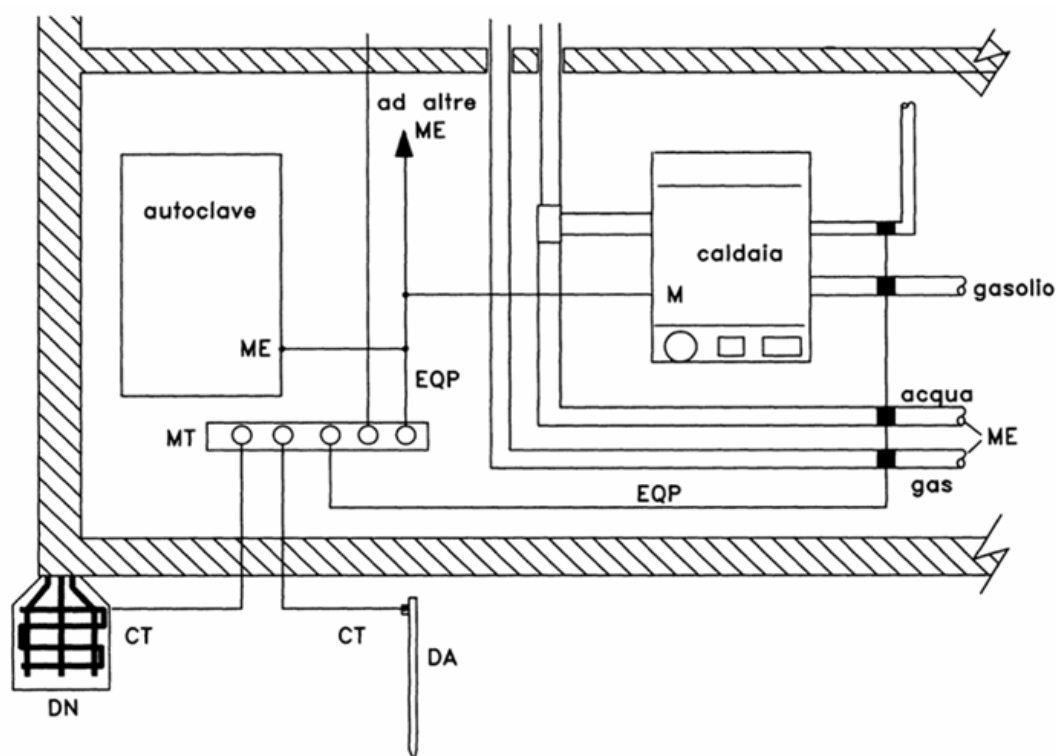 ad altre
ME
autoclave
caldaia
M
gasolio
ME
EQP
acqua
MT
ME
EQP
gas
CT
CT
DA
DN